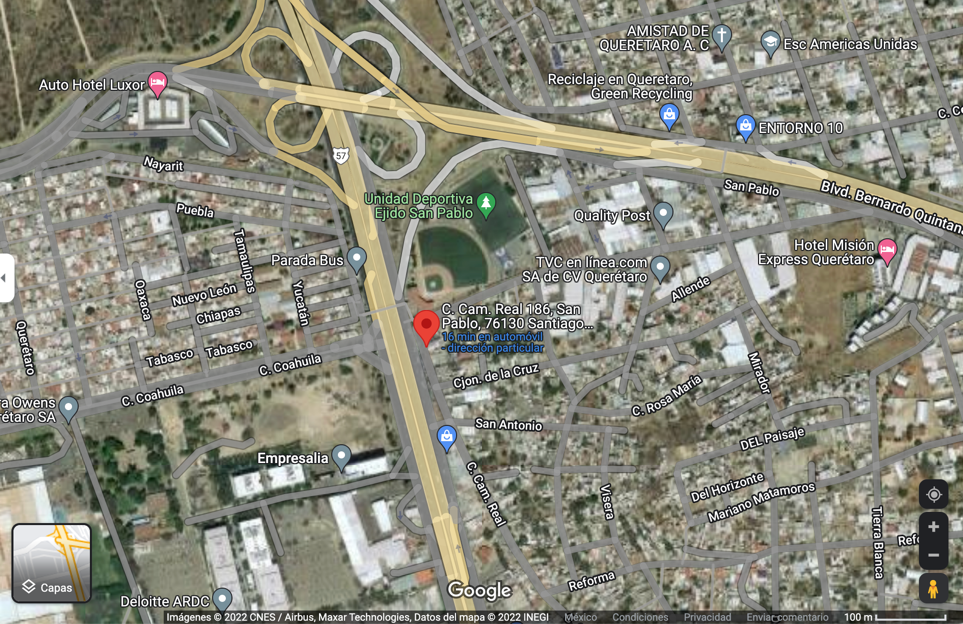 AMISTAD DE
QUERETARO A. C
Esc Americas Unidas
Auto Hotel Luxor
Reciclaje en Queretaro,
Green Recycling
C. Co
ENTORNO 10
57
Nayarit
San Pablo
Blvd. Bernardo Quintan
Unidad Deportiva
Ejido San Pablo
Puebla
Quality Post
Tamaulipas
Hotel Misión
Express Querétaro
Parada Bus
TVC en línea.com
SA de CV Querétaro
Oaxaca
Nuevo León
Yucatán
Allende
Chiapas
C. Cam. Real 186, San
Pablo, 76130 Santiago...
16 min en automóvil
- dirección particular
Querétaro
Tabasco
Tabasco
C. Coahuila
Mirador
Cjon. de la Cruz
C. Coahuila
C. Rosa María
ra Owens
rétaro SA
San Antonio
DEL Paisaje
Empresalia
C. Cam. Real
Del Horizonte
Mariano Matamoros
Visera
Tierra Blanca
Refo
Capas
Reforma
Google
Deloitte ARDC
Imágenes © 2022 CNES / Airbus, Maxar Technologies, Datos del mapa © 2022 INEGI México Condiciones Privacidad Enviar comentario 100 m